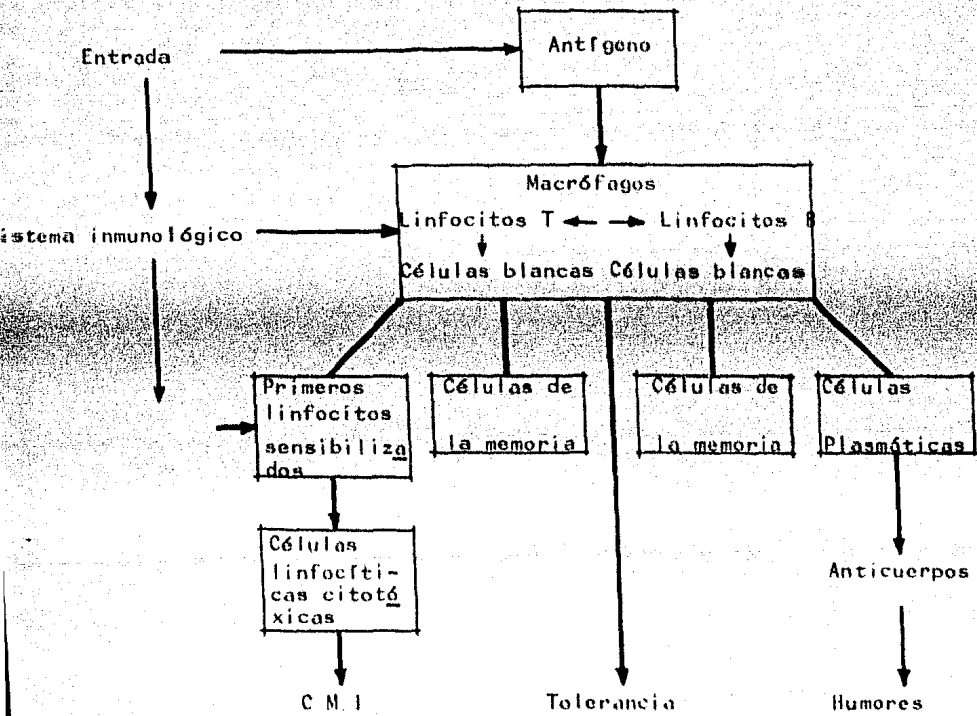 Entrada
Antígeno
Macrófagos
Linfocitos T Linfocitos B
istema inmunológico
Células blancas Células blancas
Primeros
linfocitos
sensibiliza
dos
Células de
la memoria
Células de
la memoria
Células
Plasmáticas
Células
linfocíti-
cas citotó
xicas
Anticuerpos
C M I
Tolerancia
Humores